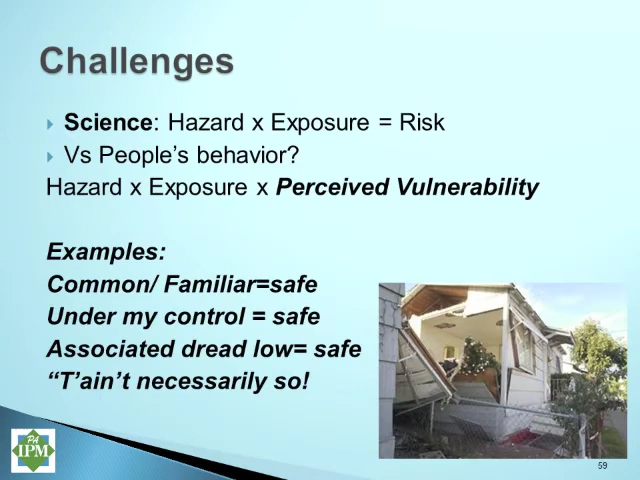 Challenges
Science: Hazard x Exposure = Risk
Vs People’s behavior?
Hazard x Exposure x Perceived Vulnerability
Examples:
Common/ Familiar=safe
Under my control = safe
Associated dread low= safe
“T’ain’t necessarily so!
PA
IPM
59